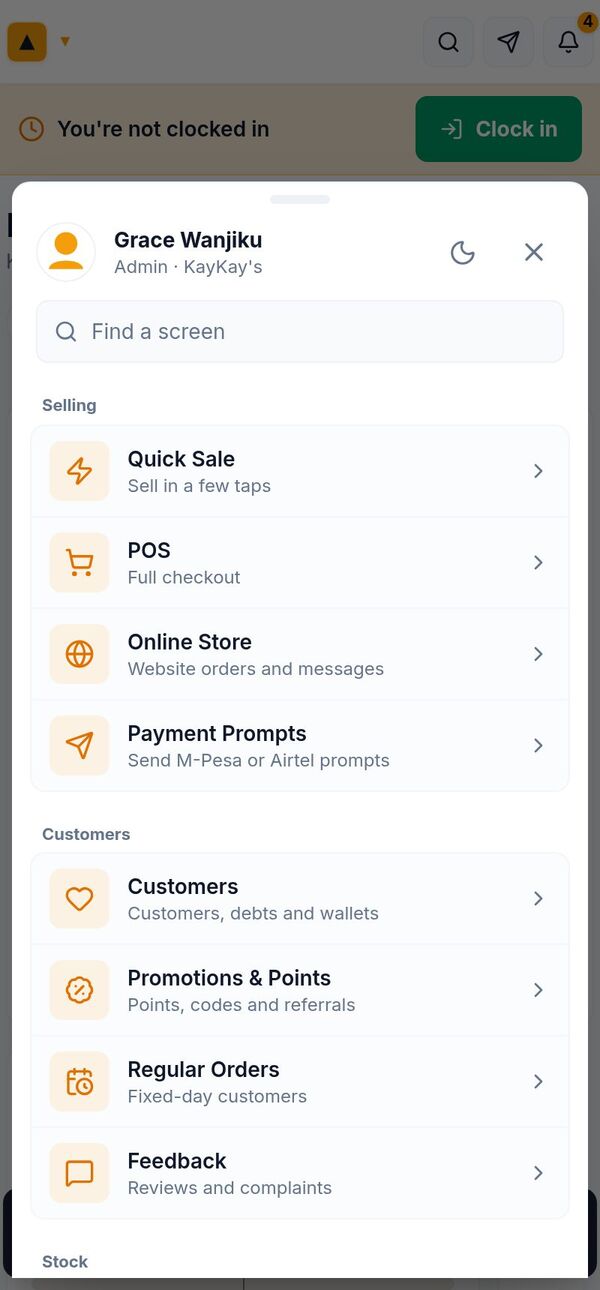 4
You're not clocked in
Clock in
Grace Wanjiku
Admin · KayKay's
Find a screen
Selling
Quick Sale
Sell in a few taps
POS
Full checkout
Online Store
Website orders and messages
Payment Prompts
Send M-Pesa or Airtel prompts
Customers
Customers
Customers, debts and wallets
Promotions & Points
Points, codes and referrals
Regular Orders
Fixed-day customers
Feedback
Reviews and complaints
Stock